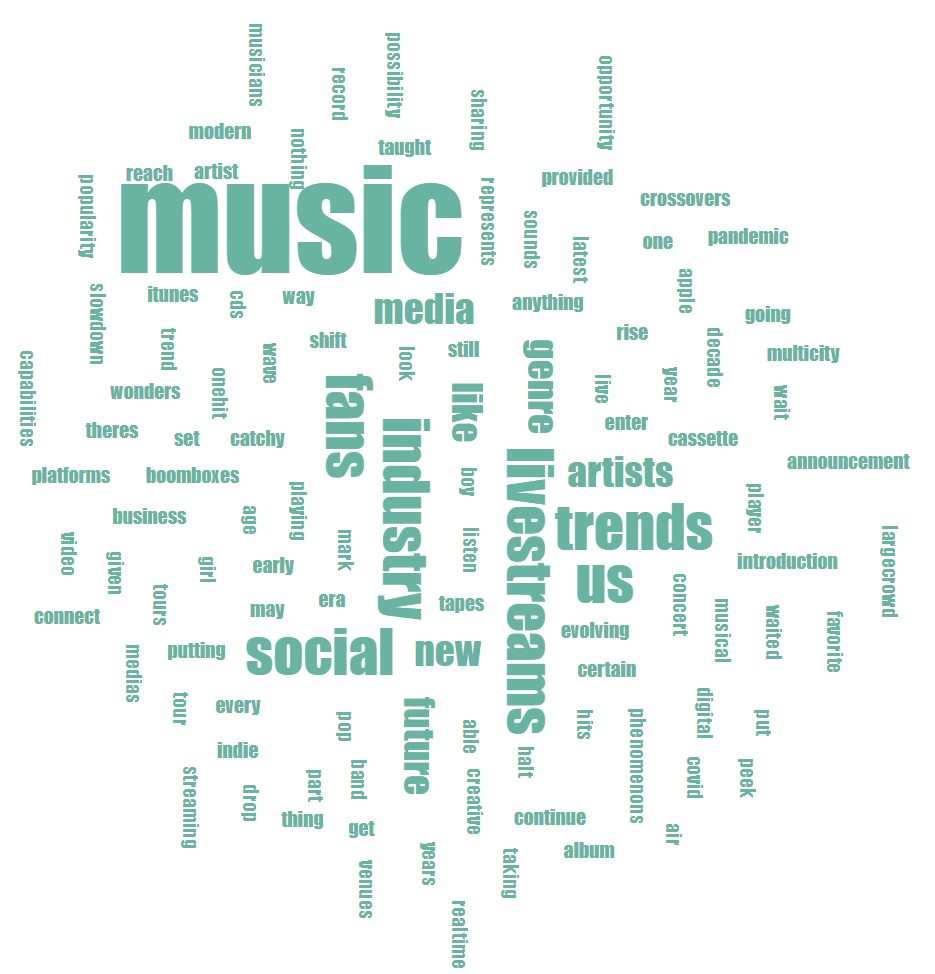 musicians
record
possibility
opportunity
sharing
modern
nothing
taught
reach
artist
popularity
music
represents
provided
crossovers
sounds
latest
one
pandemic
apple
slowdown
itunes
cds
way
media
anything
going
trend
shift
look
still
rise
decade
multicity
wave
genre
capabilities
wonders
onehit
fans
like
live
year
wait
theres
set
catchy
industry
enter
cassette
platforms
boomboxes
boy
livestreams
artists
announcement
business
age
playing
trends
player
video
given
girl
early
mark
listen
us
introduction
largecrowd
connect
tours
may
era
tapes
evolving
concert
musical
waited
favorite
medias
putting
social
new
certain
tour
every
future
pop
able
hits
phenomenons
digital
put
indie
streaming
drop
part
band
creative
halt
covid
peek
thing
get
continue
air
venues
years
taking
album
realtime